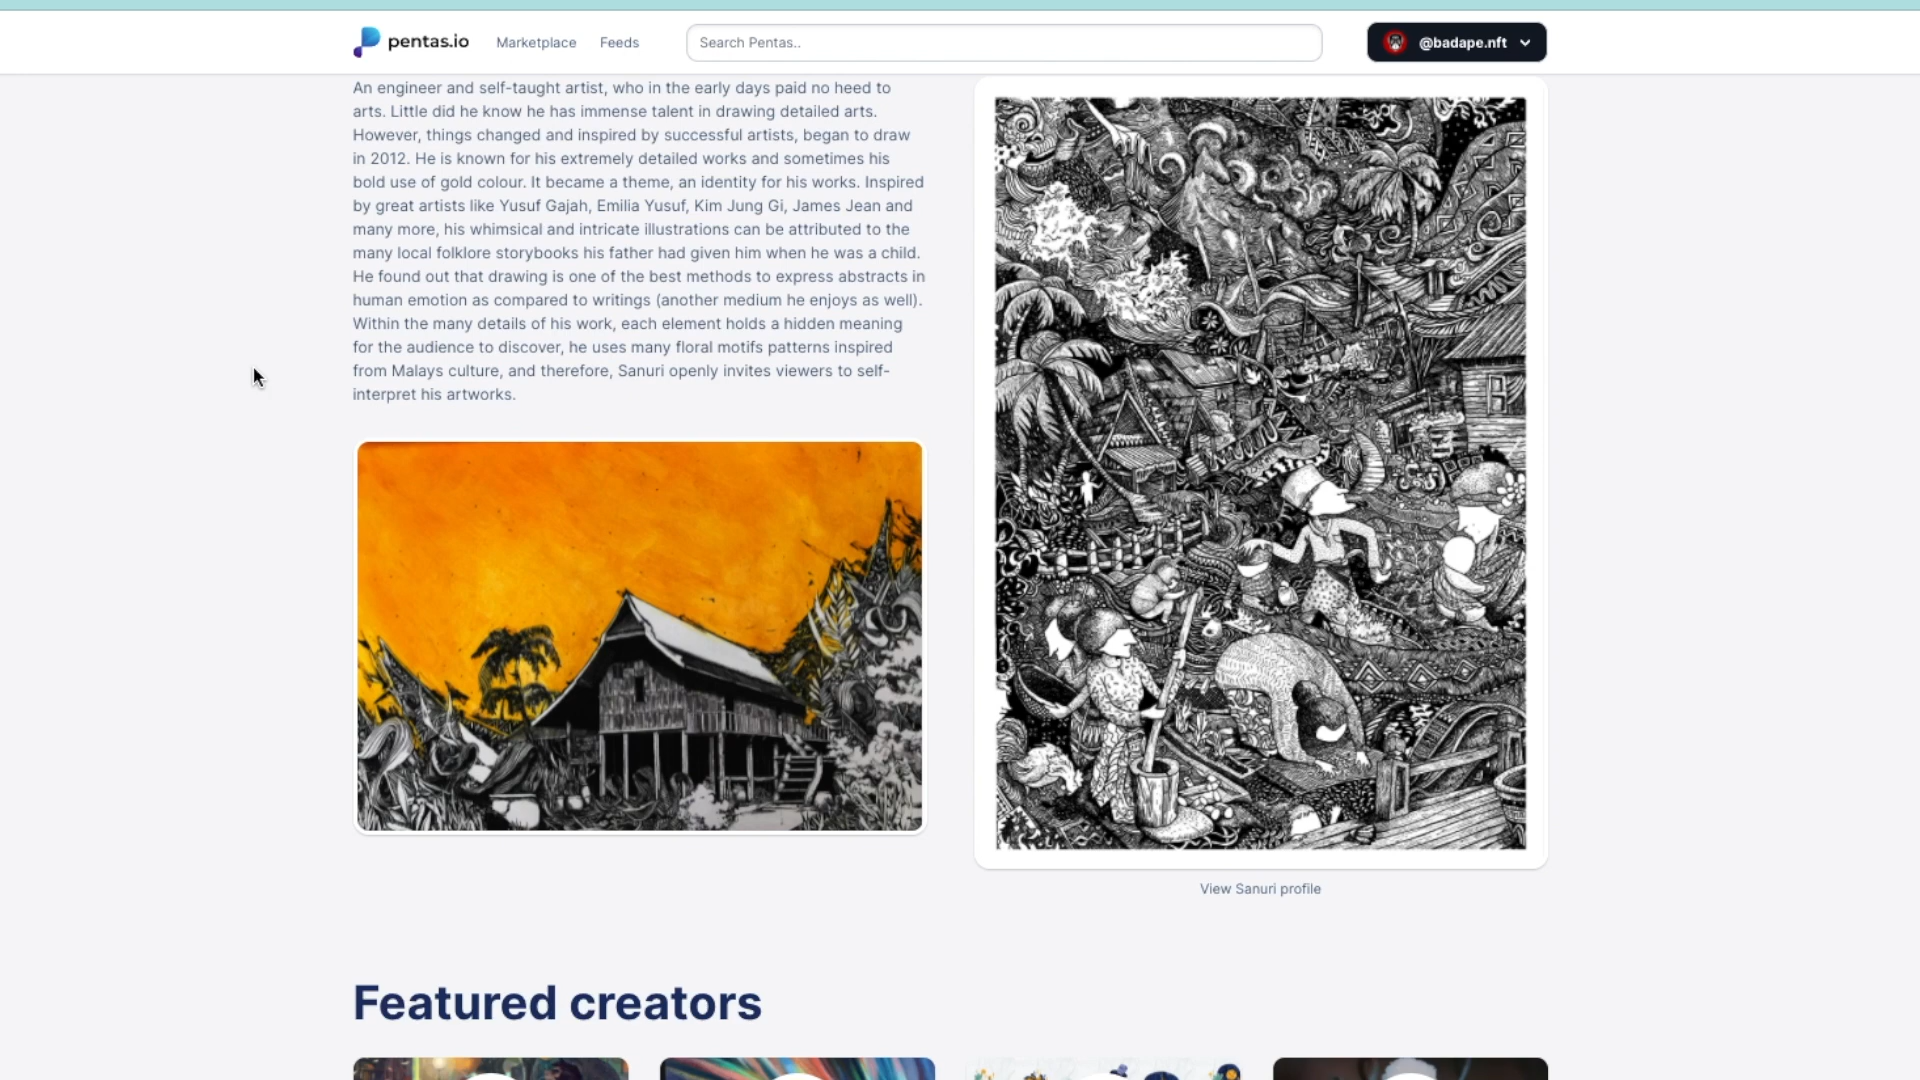 pentas.io
Marketplace
Feeds
Search Pentas..
@badape.nft
An engineer and self-taught artist, who in the early days paid no heed to
arts. Little did he know he has immense talent in drawing detailed arts.
However, things changed and inspired by successful artists, began to draw
in 2012. He is known for his extremely detailed works and sometimes his
bold use of gold colour. It became a theme, an identity for his works. Inspired
by great artists like Yusuf Gajah, Emilia Yusuf, Kim Jung Gi, James Jean and
many more, his whimsical and intricate illustrations can be attributed to the
many local folklore storybooks his father had given him when he was a child.
He found out that drawing is one of the best methods to express abstracts in
human emotion as compared to writings (another medium he enjoys as well).
Within the many details of his work, each element holds a hidden meaning
for the audience to discover, he uses many floral motifs patterns inspired
from Malays culture, and therefore, Sanuri openly invites viewers to self-
interpret his artworks.
View Sanuri profile
Featured creators